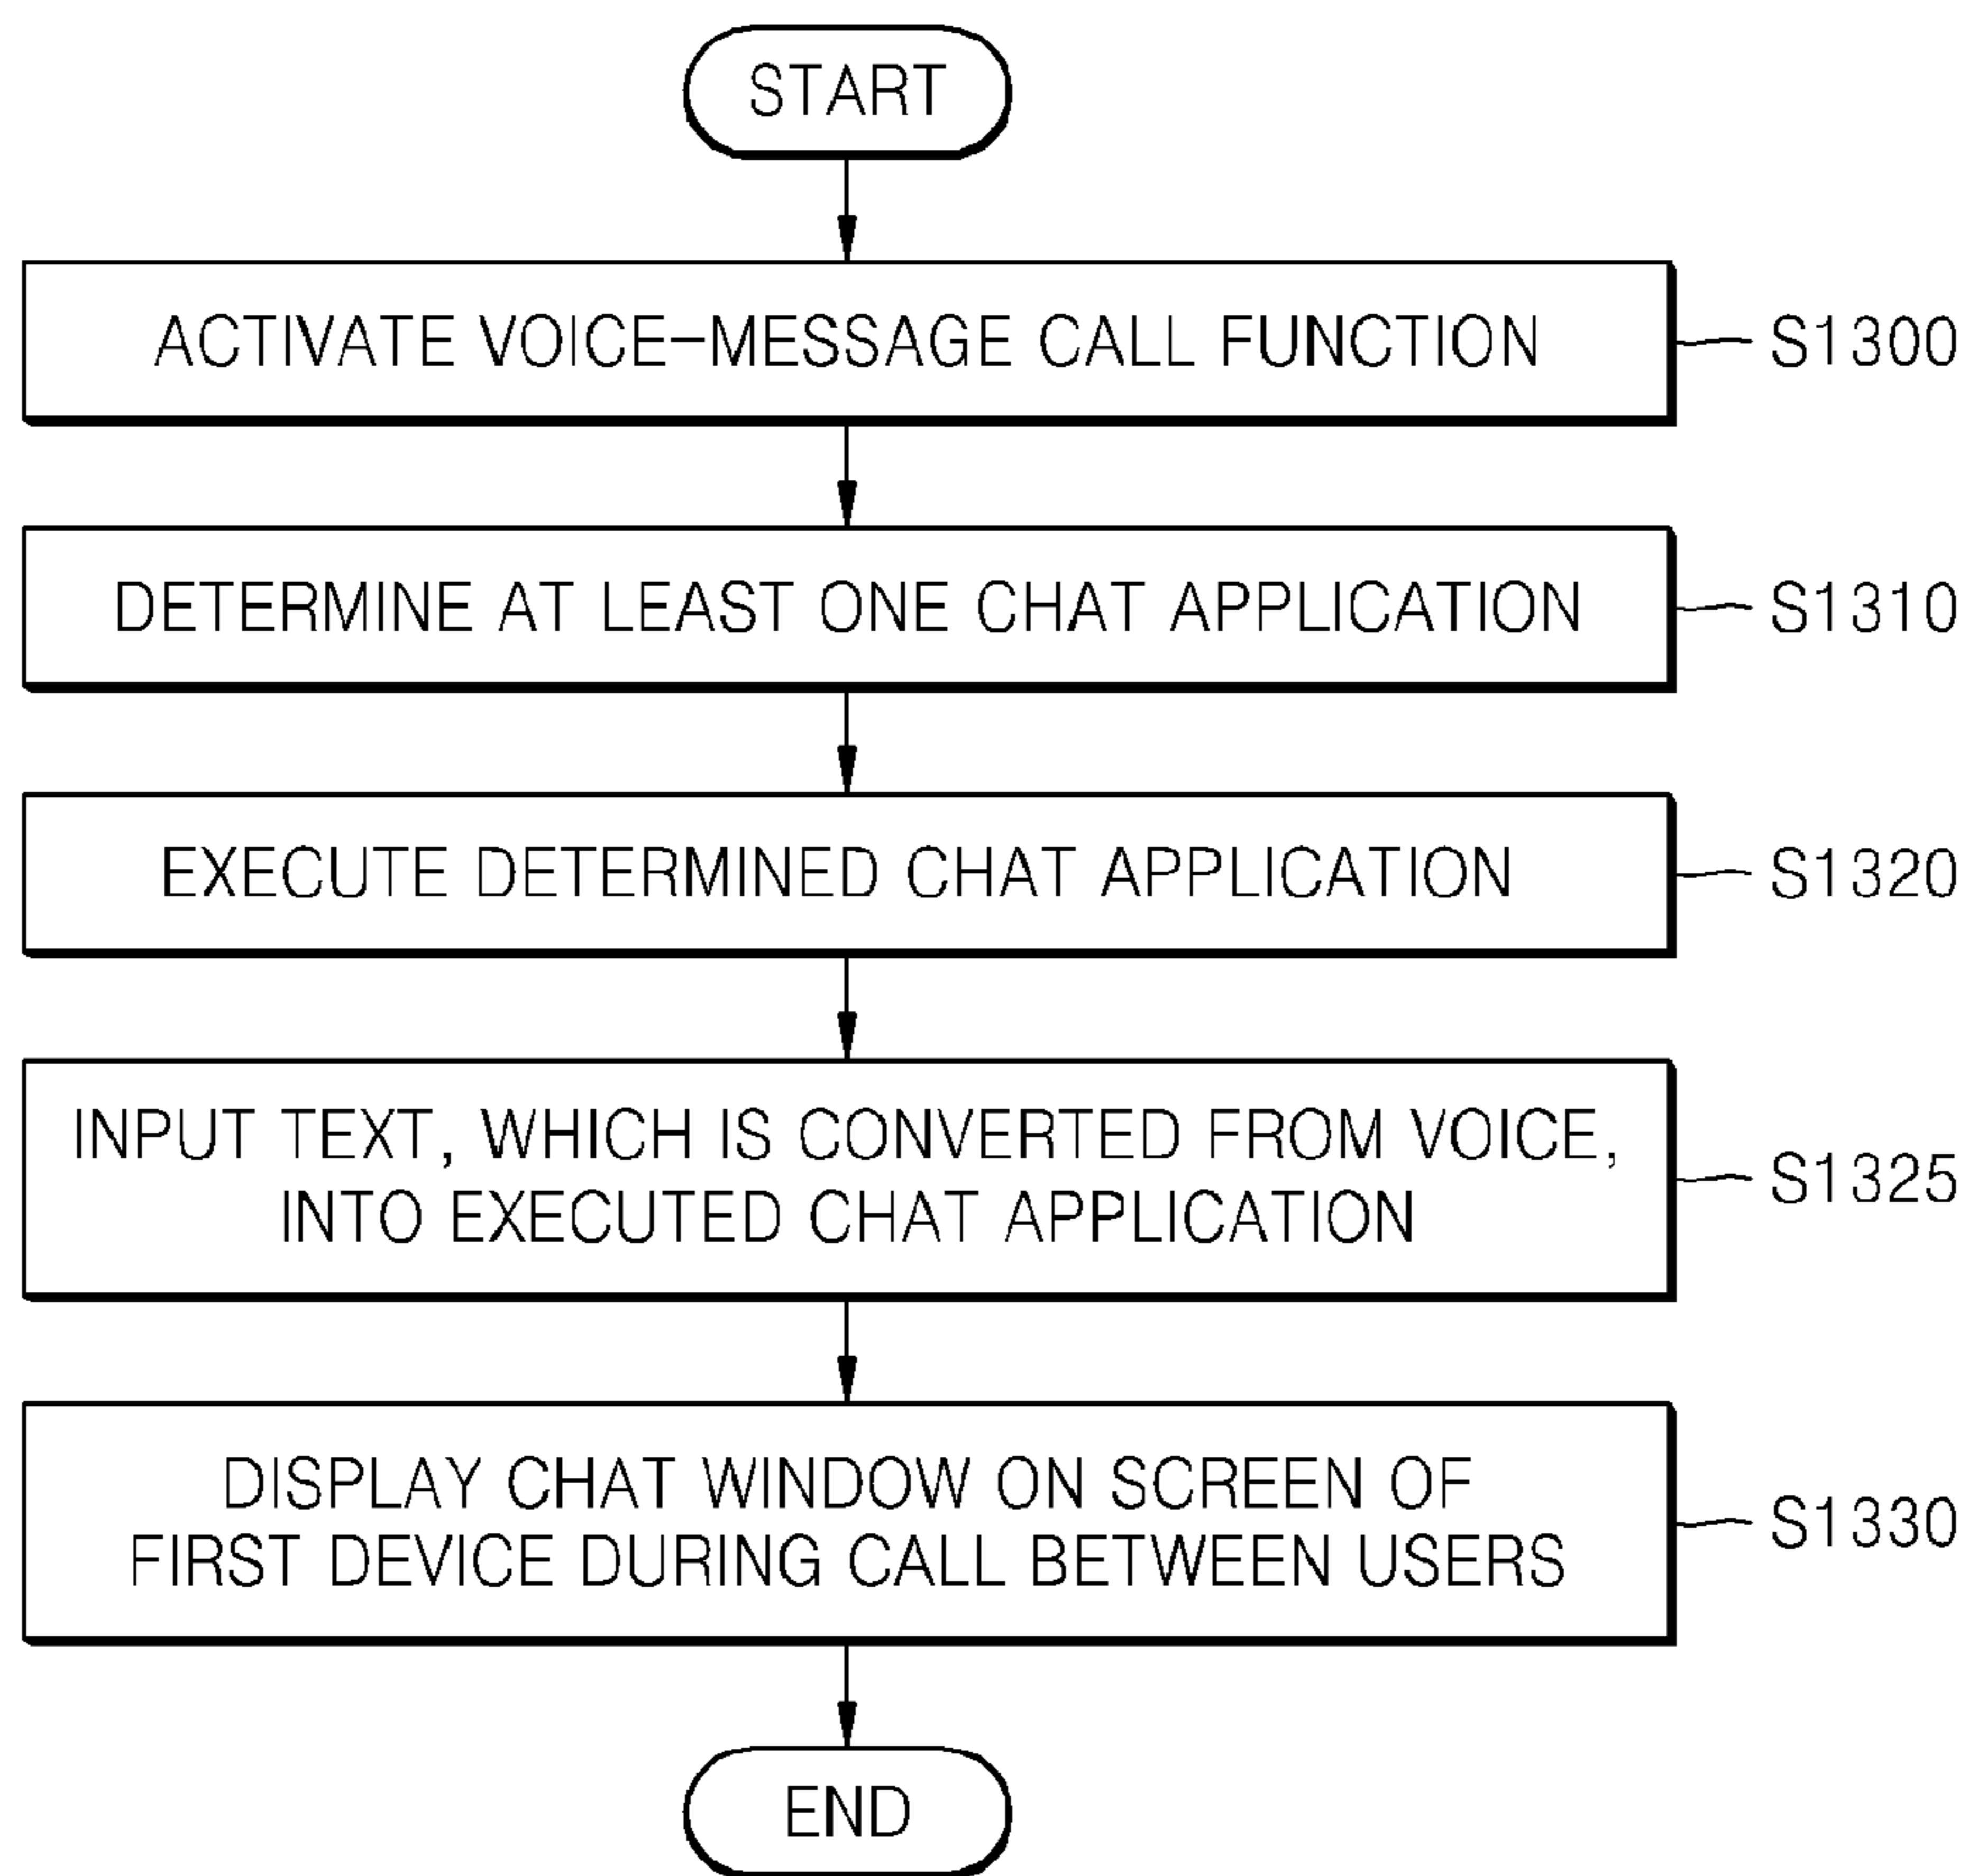 START
ACTIVATE VOICE-MESSAGE CALL FUNCTION
S1300
DETERMINE AT LEAST ONE CHAT APPLICATION
S1310
EXECUTE DETERMINED CHAT APPLICATION
S1320
INPUT TEXT, WHICH IS CONVERTED FROM VOICE,
INTO EXECUTED CHAT APPLICATION
S1325
DISPLAY CHAT WINDOW ON SCREEN OF
FIRST DEVICE DURING CALL BETWEEN USERS
S1330
END